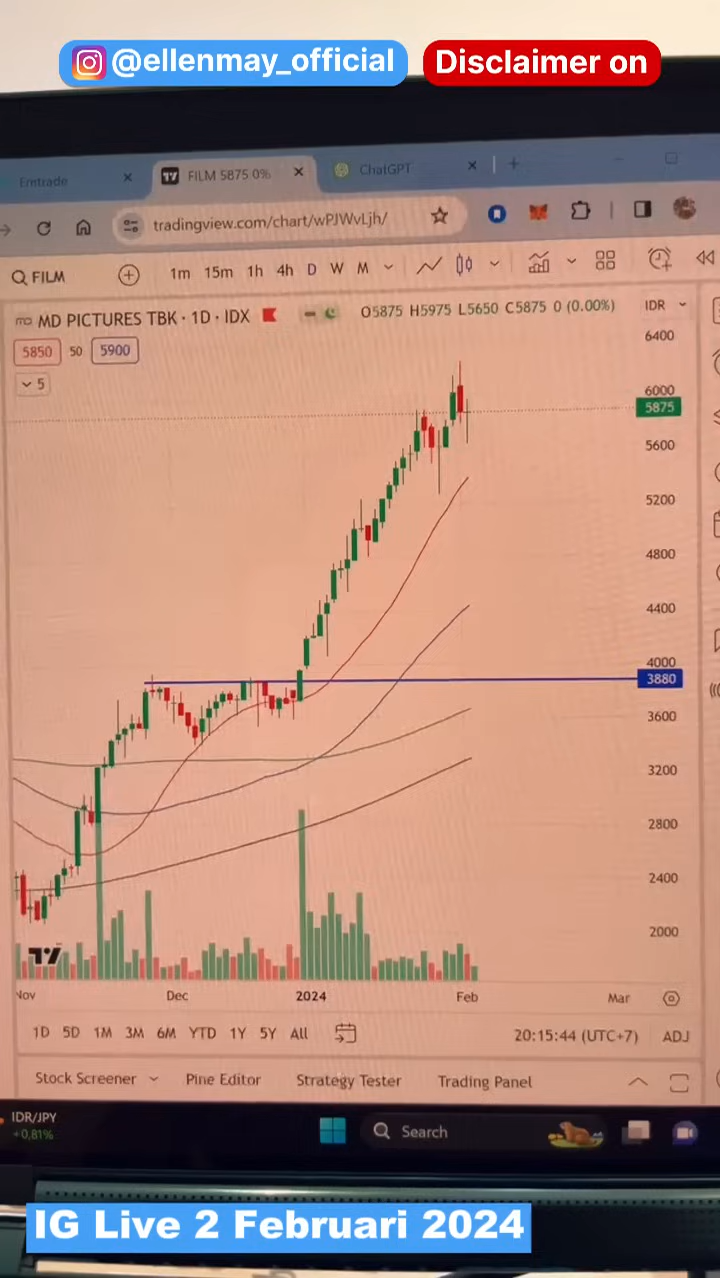 @ellenmay_official
Disclaimer on
Emtrade
FILM 5875 0%
ChatGPT
tradingview.com/chart/wPJWvLjh/
FILM
1m 15m 1h 4h D W M
MD PICTURES TBK · 1D · IDX
O5875 H5975 L5650 C5875 0 (0.00%)
IDR
5850 50 5900
5
6400
6000
5875
5600
5200
4800
4400
4000
3880
3600
3200
2800
2400
2000
Nov Dec 2024 Feb Mar
1D 5D 1M 3M 6M YTD 1Y 5Y All
20:15:44 (UTC+7) ADJ
Stock Screener Pine Editor Strategy Tester Trading Panel
IDR/JPY
+0,81%
Search
IG Live 2 Februari 2024